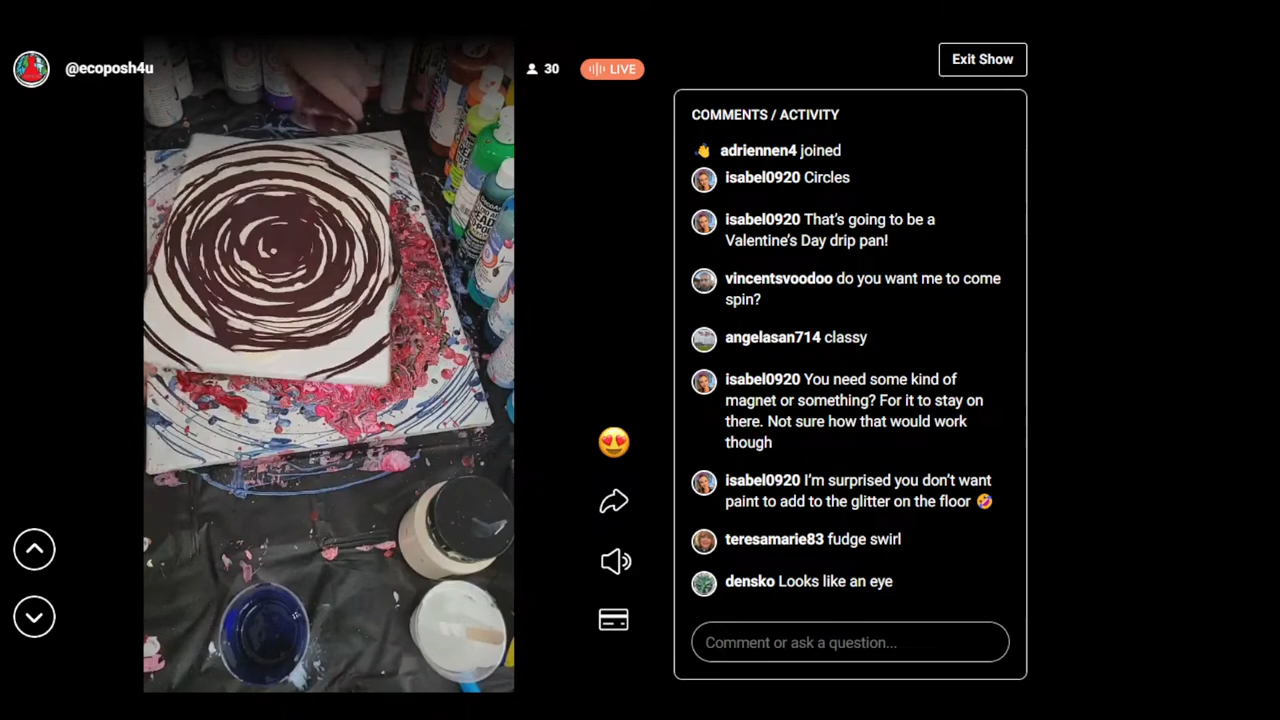 @ecoposh4u
30
LIVE
Exit Show
COMMENTS / ACTIVITY
👋 adriennen4 joined
isabel0920 Circles
isabel0920 That's going to be a
Valentine's Day drip pan!
vincentsvoodoo do you want me to come
spin?
angelasan714 classy
isabel0920 You need some kind of
magnet or something? For it to stay on
there. Not sure how that would work
though
isabel0920 I'm surprised you don't want
paint to add to the glitter on the floor 🤣
teresamarie83 fudge swirl
densko Looks like an eye
Comment or ask a question...